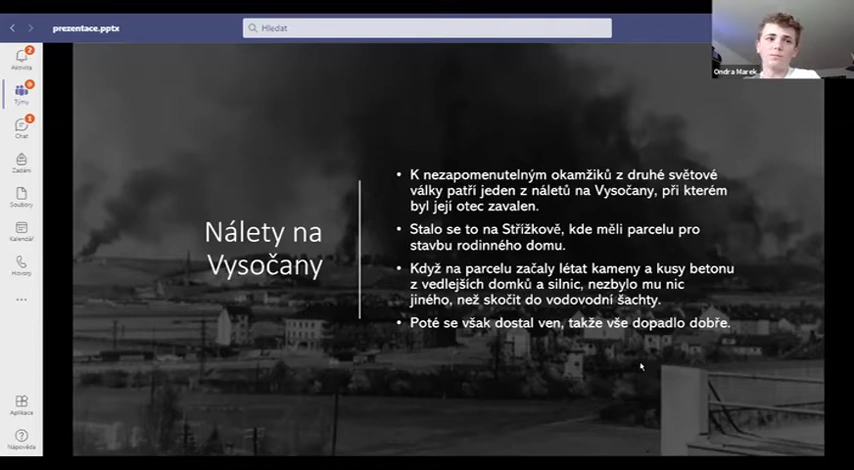 prezentace.pptx
Hledat
Ondra Marek
2
Aktivita
Týmy
1
Chat
Zadání
Soubory
Kalendář
Hovory
Aplikace
Nápověda
Nálety na
Vysočany
• K nezapomenutelným okamžiků z druhé světové
války patří jeden z náletů na Vysočany, při kterém
byl její otec zavalen.
• Stalo se to na Střížkově, kde měli parcelu pro
stavbu rodinného domu.
• Když na parcelu začaly létat kameny a kusy betonu
z vedlejších domků a silnic, nezbylo mu nic
jiného, než skočit do vodovodní šachty.
• Poté se však dostal ven, takže vše dopadlo dobře.